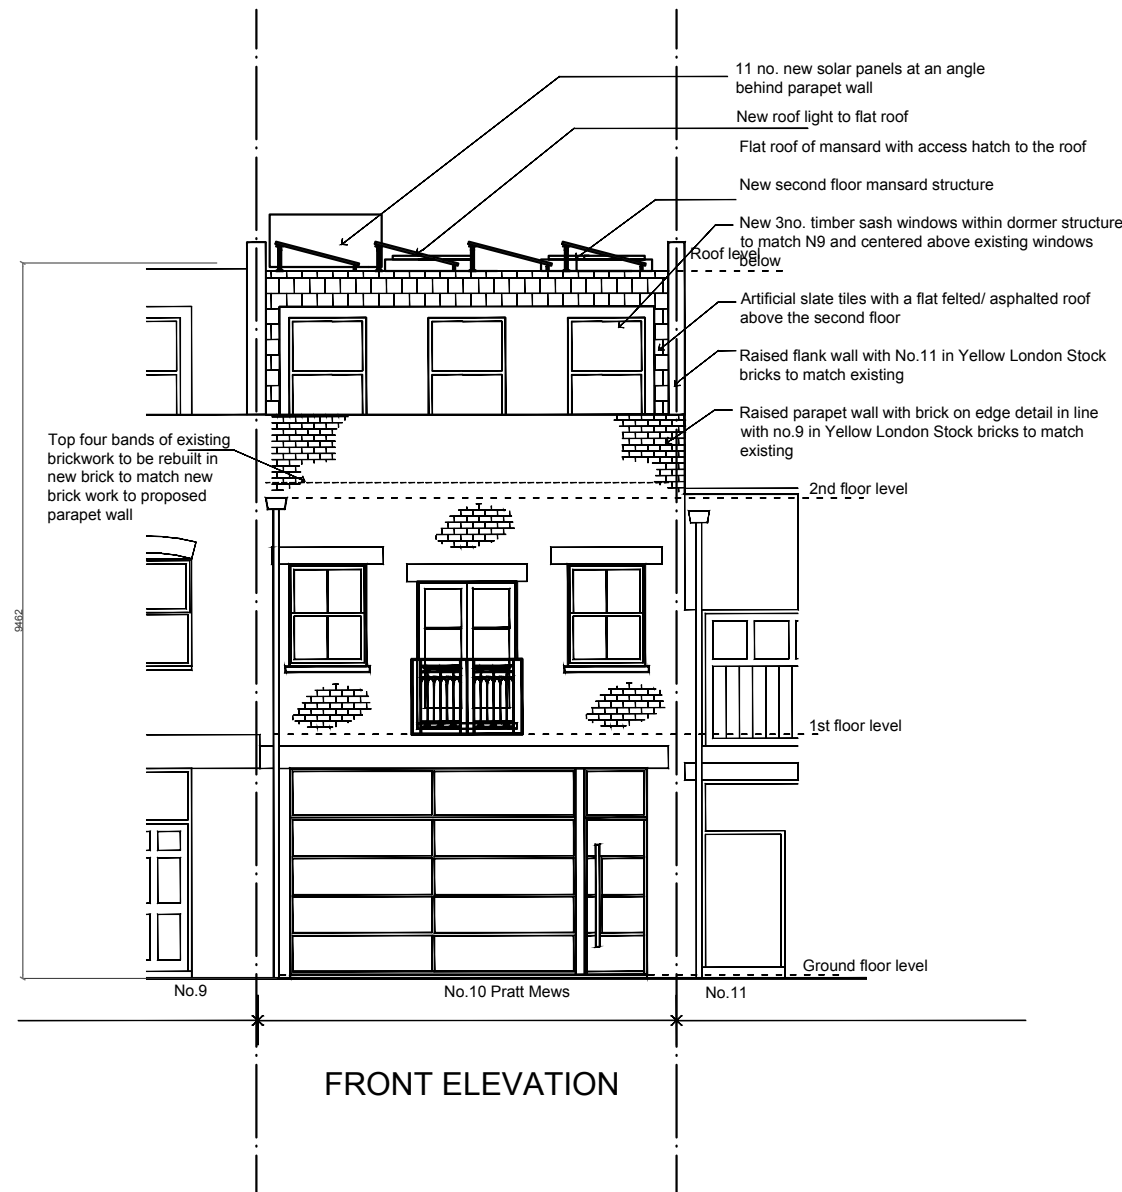 11 no. new solar panels at an angle
behind parapet wall
New roof light to flat roof
Flat roof of mansard with access hatch to the roof
New second floor mansard structure
New 3no. timber sash windows within dormer structure
to match N9 and centered above existing windows
below
Roof level
Artificial slate tiles with a flat felted/ asphalted roof
above the second floor
Raised flank wall with No.11 in Yellow London Stock
bricks to match existing
Raised parapet wall with brick on edge detail in line
with no.9 in Yellow London Stock bricks to match
existing
Top four bands of existing
brickwork to be rebuilt in
new brick to match new
brick work to proposed
parapet wall
2nd floor level
9462
1st floor level
Ground floor level
No.9
No.10 Pratt Mews
No.11
FRONT ELEVATION